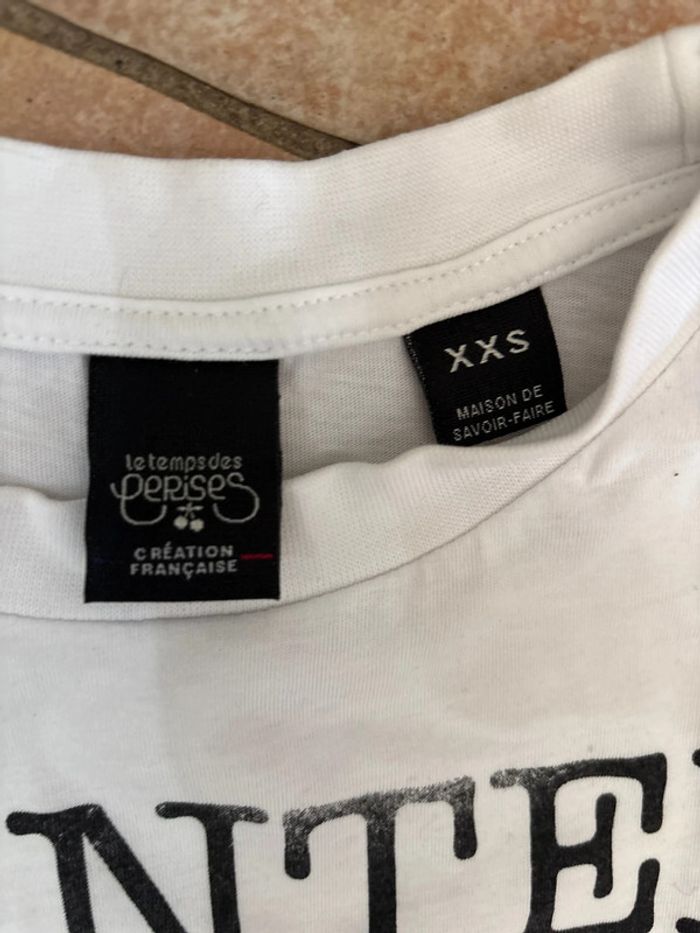 XXS
MAISON DE
SAVOIR-FAIRE
le temps des
CERISES
CRÉATION
FRANÇAISE
NTE